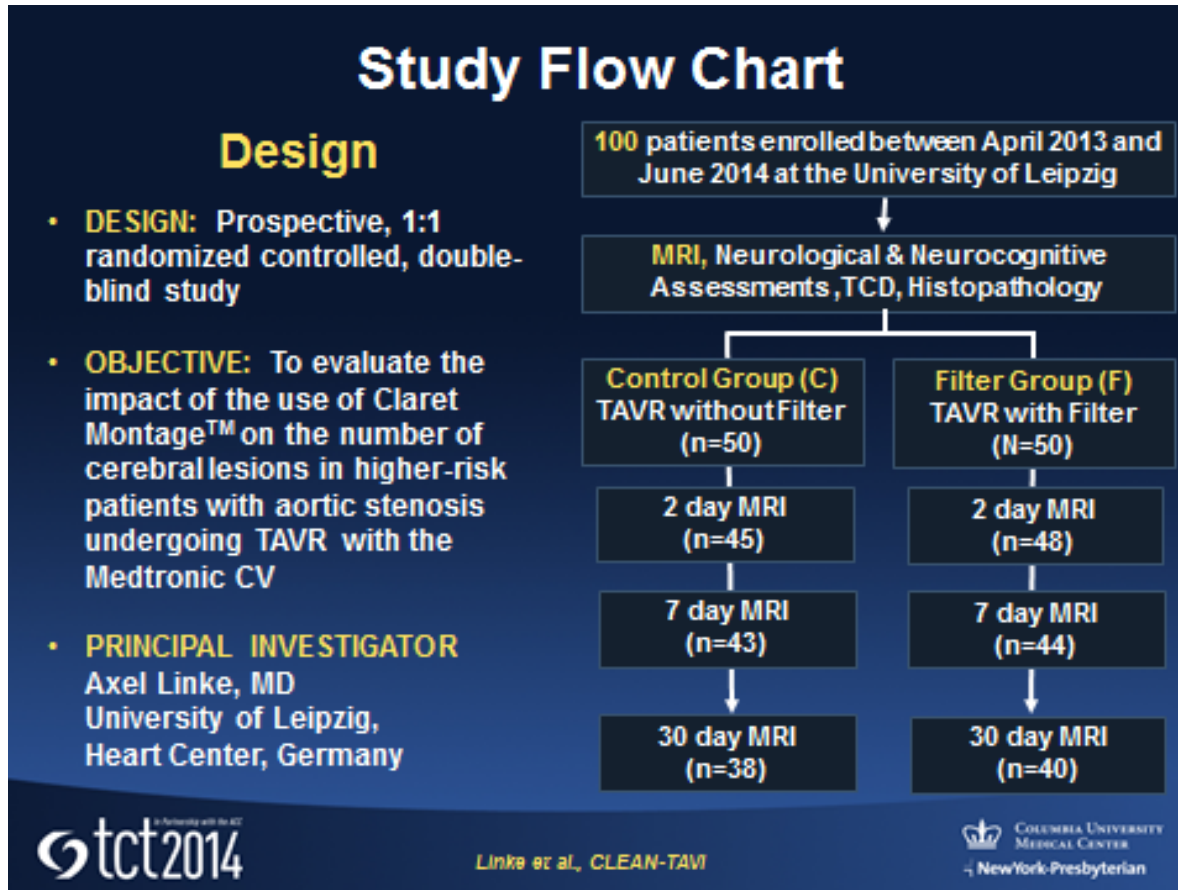 Study Flow Chart
Design
• DESIGN: Prospective, 1:1
randomized controlled, double-
blind study
• OBJECTIVE: To evaluate the
impact of the use of Claret
Montage™ on the number of
cerebral lesions in higher-risk
patients with aortic stenosis
undergoing TAVR with the
Medtronic CV
• PRINCIPAL INVESTIGATOR
Axel Linke, MD
University of Leipzig,
Heart Center, Germany
100 patients enrolled between April 2013 and
June 2014 at the University of Leipzig
MRI, Neurological & Neurocognitive
Assessments ,TCD, Histopathology
Control Group (C)
TAVR without Filter
(n=50)
2 day MRI
(n=45)
7 day MRI
(n=43)
30 day MRI
(n=38)
Filter Group (F)
TAVR with Filter
(N=50)
2 day MRI
(n=48)
7 day MRI
(n=44)
30 day MRI
(n=40)
In Partnership with the ACC
tct2014
Linke et al., CLEAN-TAVI
COLUMBIA UNIVERSITY
MEDICAL CENTER
NewYork-Presbyterian